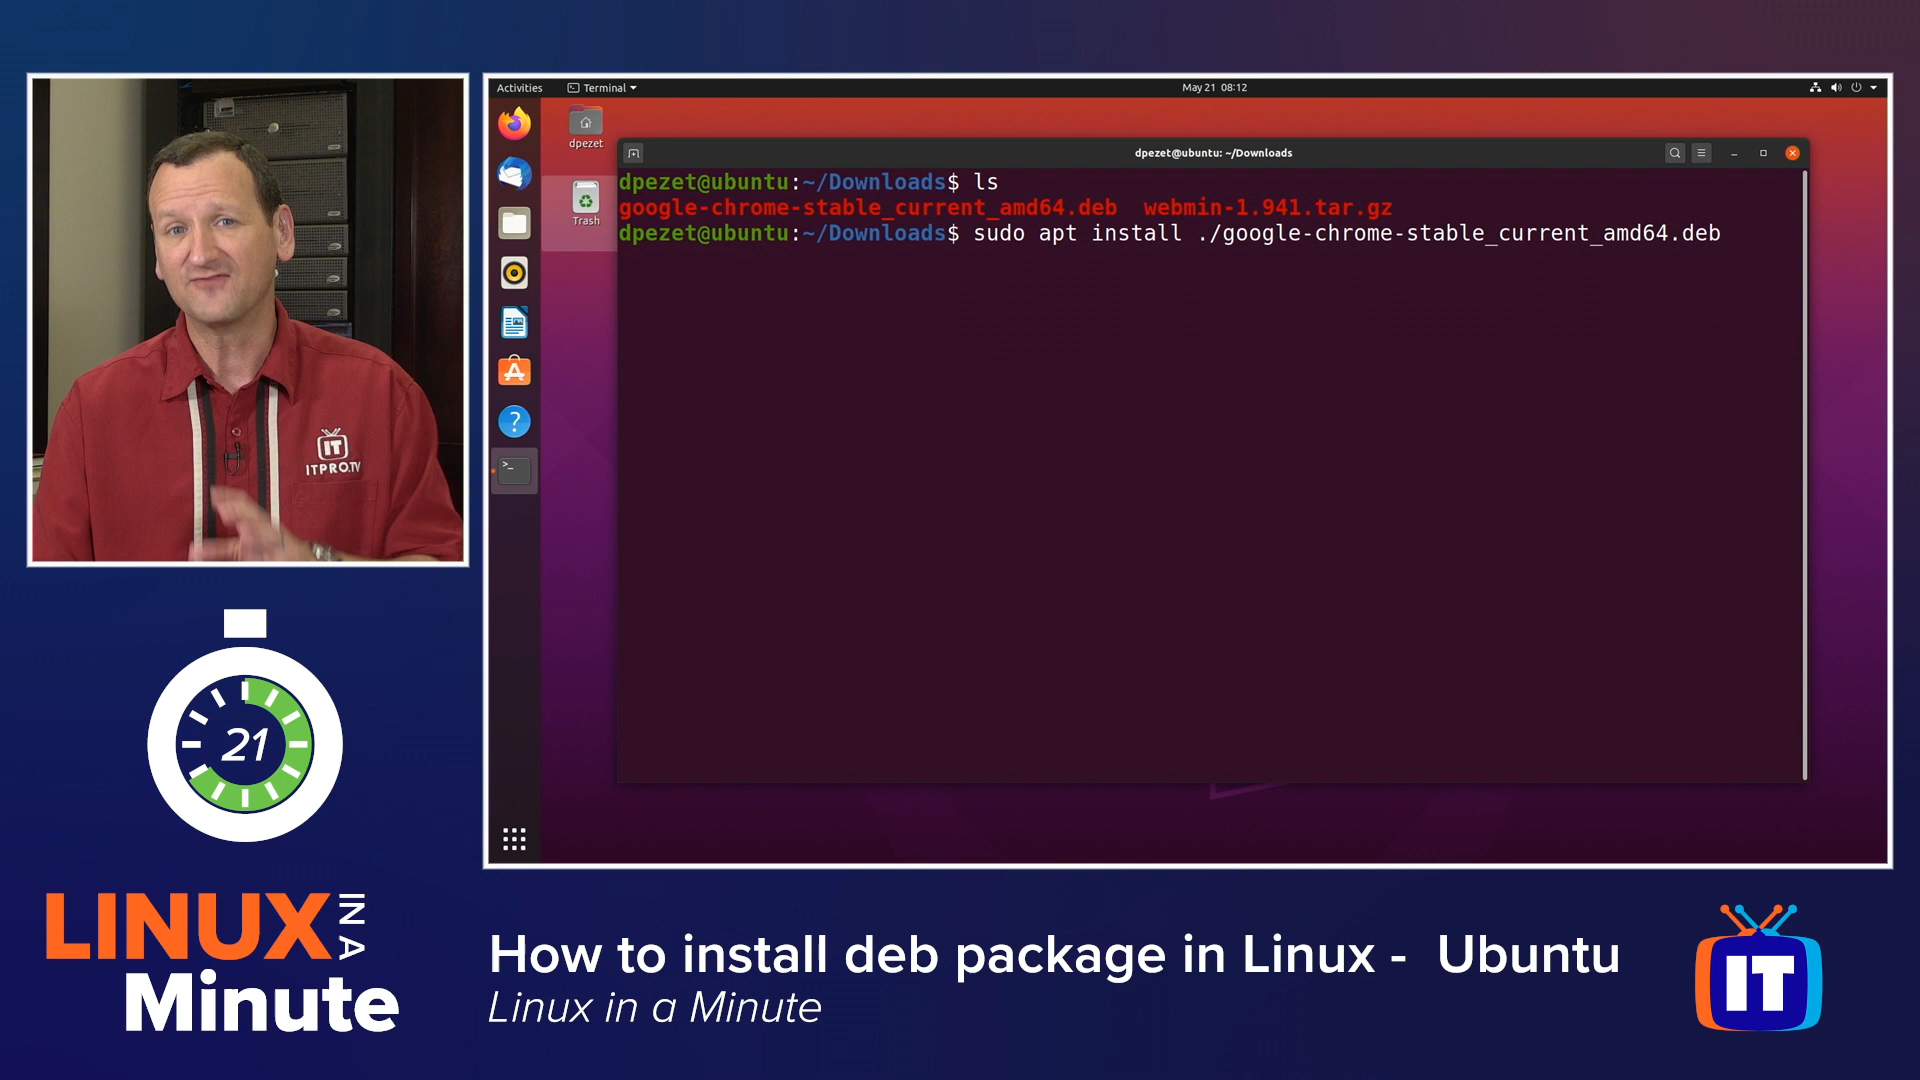 Activities
Terminal
May 21 08:12
dpezet
Trash
dpezet@ubuntu: ~/Downloads
dpezet@ubuntu:~/Downloads$ ls
google-chrome-stable_current_amd64.deb webmin-1.941.tar.gz
dpezet@ubuntu:~/Downloads$ sudo apt install ./google-chrome-stable_current_amd64.deb
IT
ITPRO.TV
?
>_
21
LINUX
IN A
Minute
How to install deb package in Linux - Ubuntu
Linux in a Minute
IT